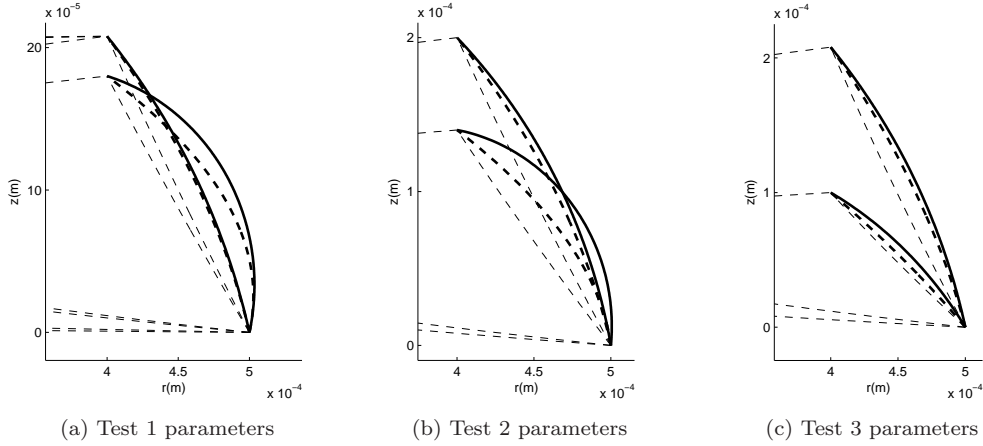 x 10⁻⁵
20
10
0
z(m)
4
4.5
5
r(m)
x 10⁻⁴
(a) Test 1 parameters
x 10⁻⁴
2
1
0
z(m)
4
4.5
5
r(m)
x 10⁻⁴
(b) Test 2 parameters
x 10⁻⁴
2
1
0
z(m)
4
4.5
5
r(m)
x 10⁻⁴
(c) Test 3 parameters